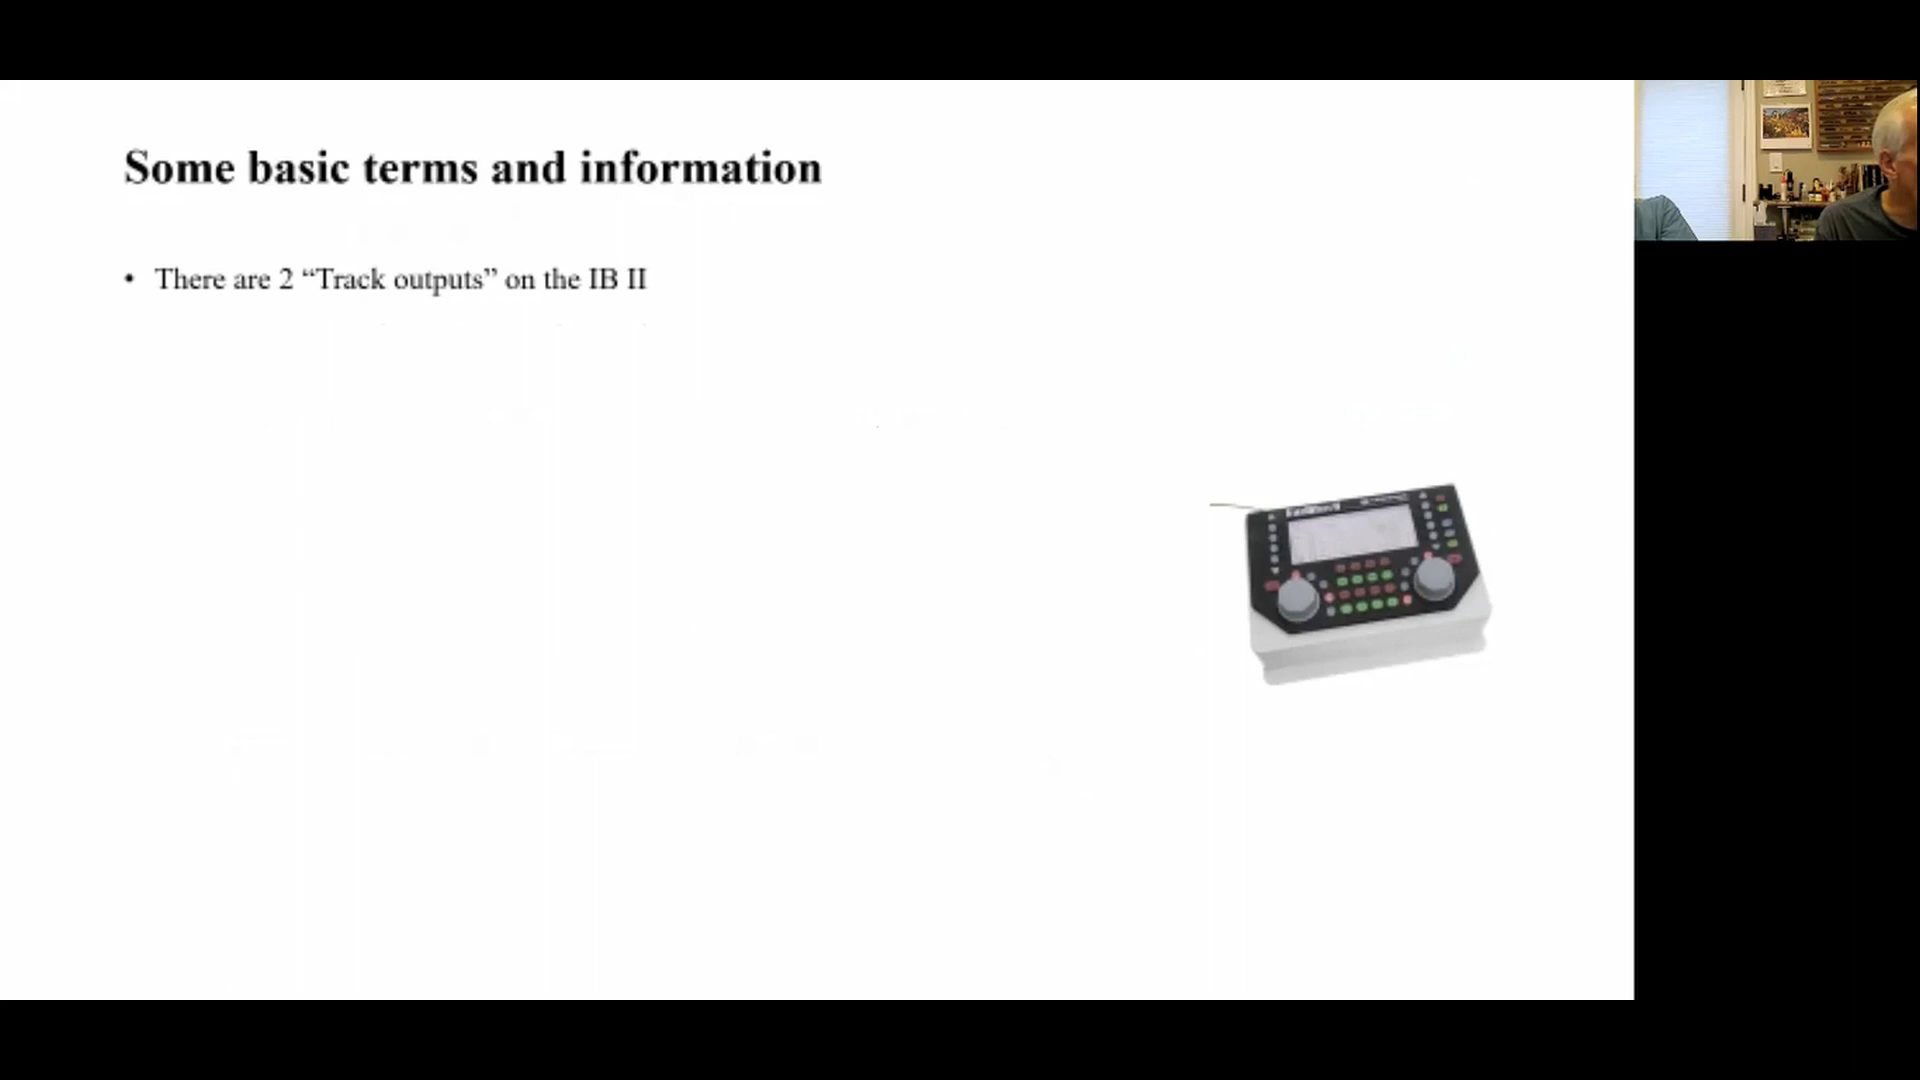 Some basic terms and information
• There are 2 “Track outputs” on the IB II